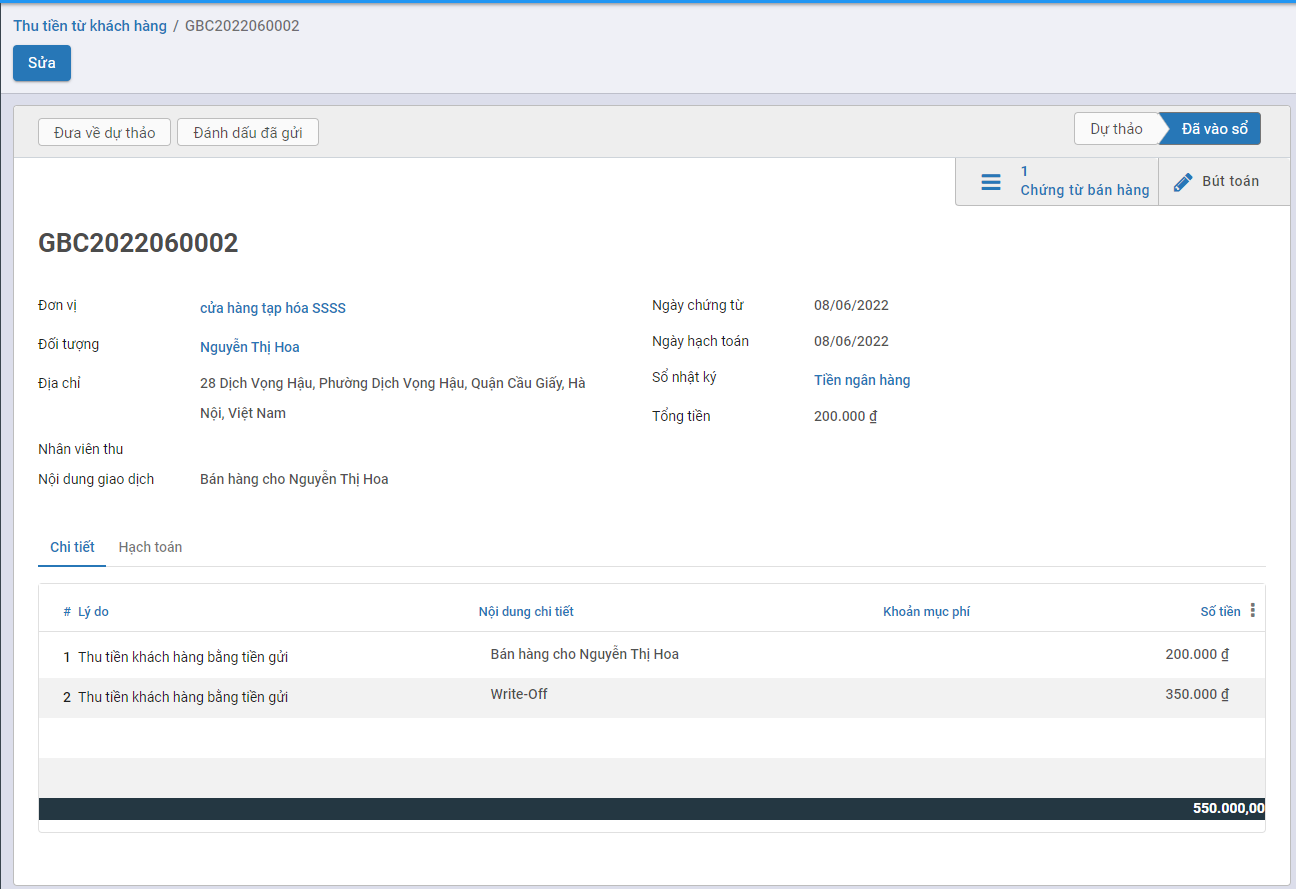 Thu tiền từ khách hàng / GBC2022060002
Sửa
Đưa về dự thảo
Đánh dấu đã gửi
Dự thảo
Đã vào sổ
1
Chứng từ bán hàng
Bút toán
GBC2022060002
Đơn vị
cửa hàng tạp hóa SSSS
Đối tượng
Nguyễn Thị Hoa
Địa chỉ
28 Dịch Vọng Hậu, Phường Dịch Vọng Hậu, Quận Cầu Giấy, Hà
Nội, Việt Nam
Nhân viên thu
Nội dung giao dịch
Bán hàng cho Nguyễn Thị Hoa
Ngày chứng từ
08/06/2022
Ngày hạch toán
08/06/2022
Sổ nhật ký
Tiền ngân hàng
Tổng tiền
200.000 ₫
Chi tiết
Hạch toán
# Lý do
Nội dung chi tiết
Khoản mục phí
Số tiền
1 Thu tiền khách hàng bằng tiền gửi
Bán hàng cho Nguyễn Thị Hoa
200.000 ₫
2 Thu tiền khách hàng bằng tiền gửi
Write-Off
350.000 ₫
550.000,00